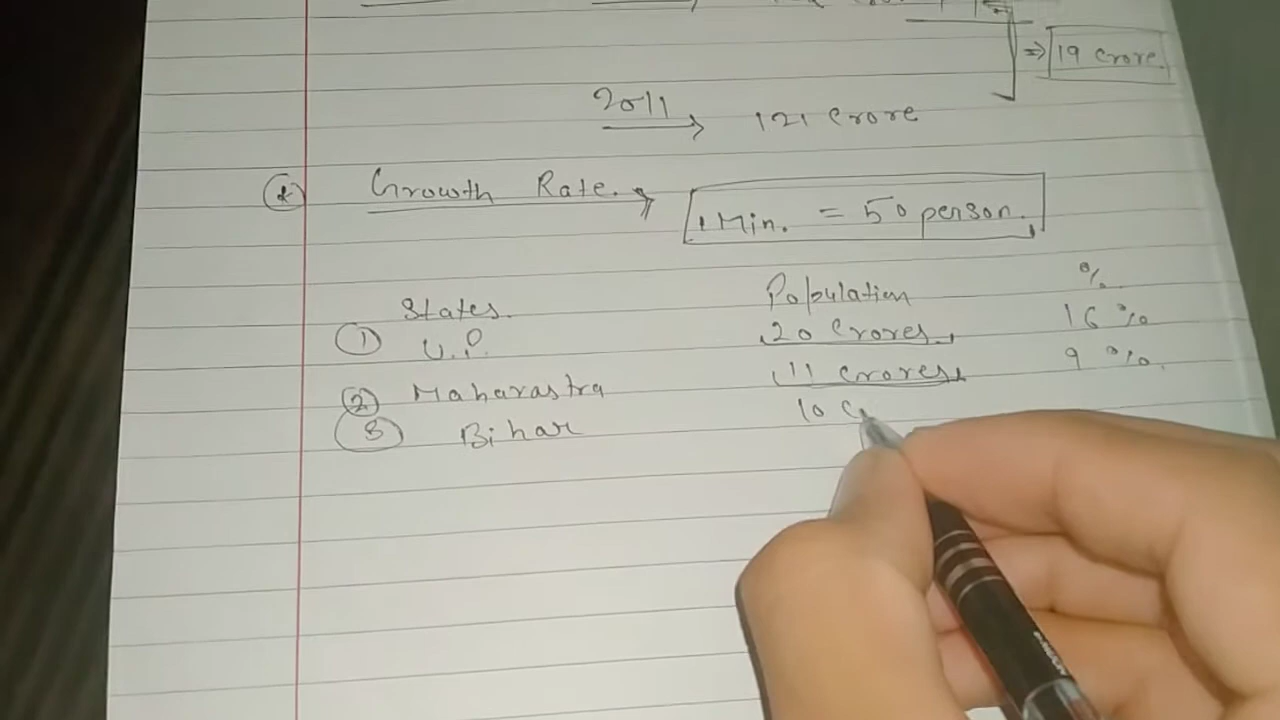 ⇒ 19 Crore
2011 → 121 Crore
Growth Rate. → 1 Min. = 50 person.
States. Population %
① U.P. 20 Crores 16 %
② Maharastra 11 Crores 9 %
③ Bihar 10 C